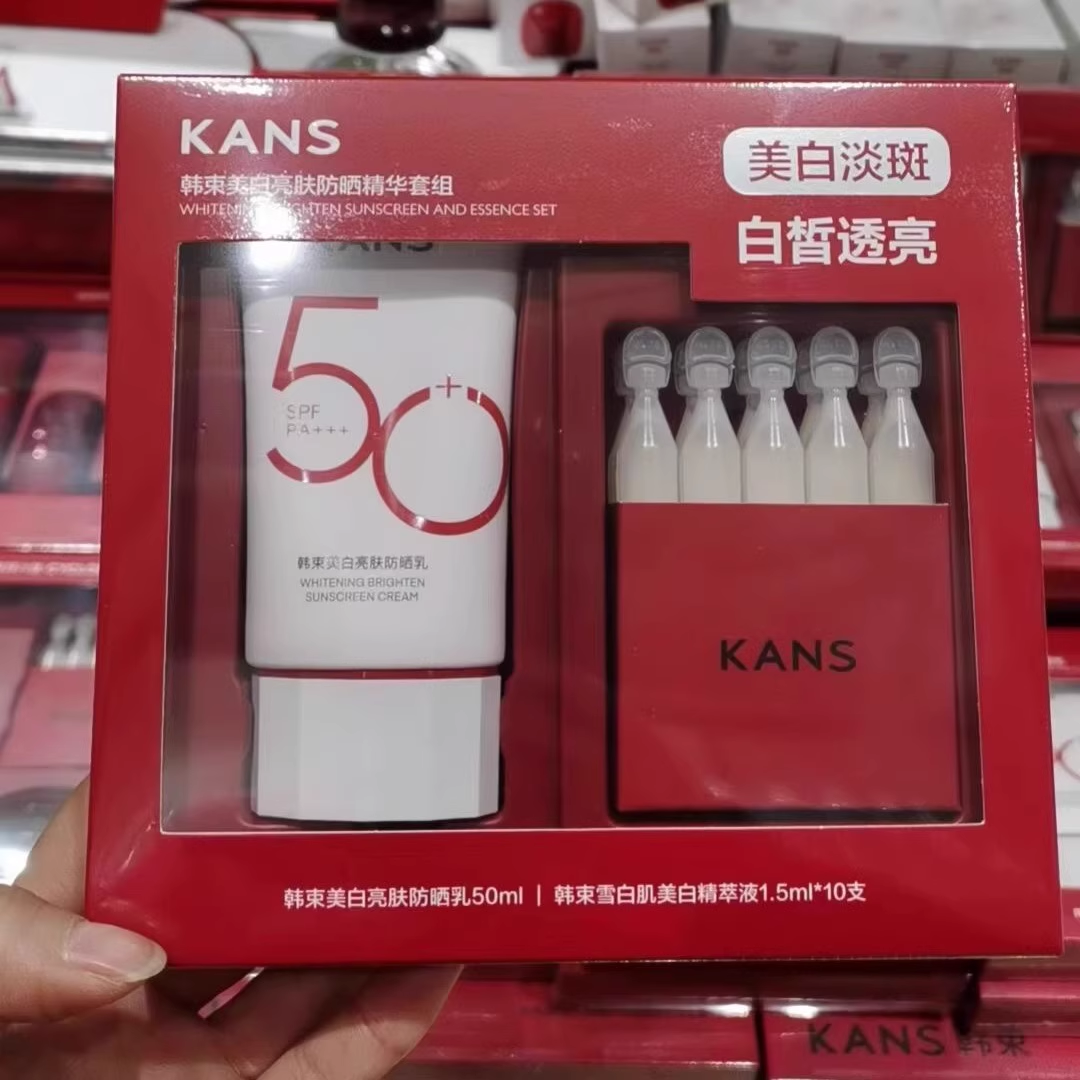 KANS
韩束美白亮肤防晒精华套组
WHITENING BRIGHTEN SUNSCREEN AND ESSENCE SET
美白淡斑
白皙透亮
KANS
50+
SPF
PA+++
韩束美白亮肤防晒乳
WHITENING BRIGHTEN
SUNSCREEN CREAM
KANS
韩束美白亮肤防晒乳50ml | 韩束雪白肌美白精萃液1.5ml*10支
KANS 韩束